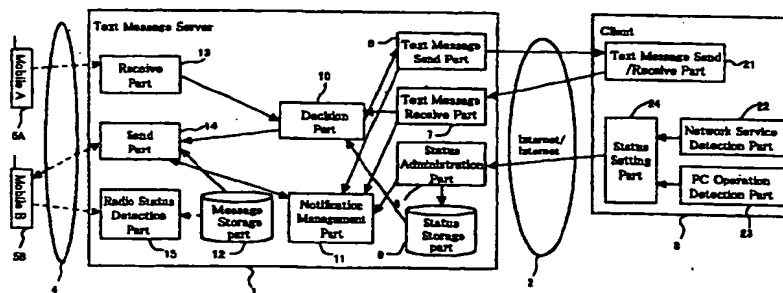 Text Message Server
Client
Mobile A
5A
Mobile B
5B
4
Receive
Part
13
Send
Part
14
Radio Status
Detection Part
15
Decision
Part
10
Message
Storage
part
12
Notification
Management
Part
11
Text Message
Send Part
Text Message
Receive Part
7
Status
Administration
Part
Status
Storage part
9
1
Internet/
Internet
2
Text Message Send
/Receive Part
21
24
Status
Setting
Part
22
Network Service
Detection Part
PC Operation
Detection Part
23